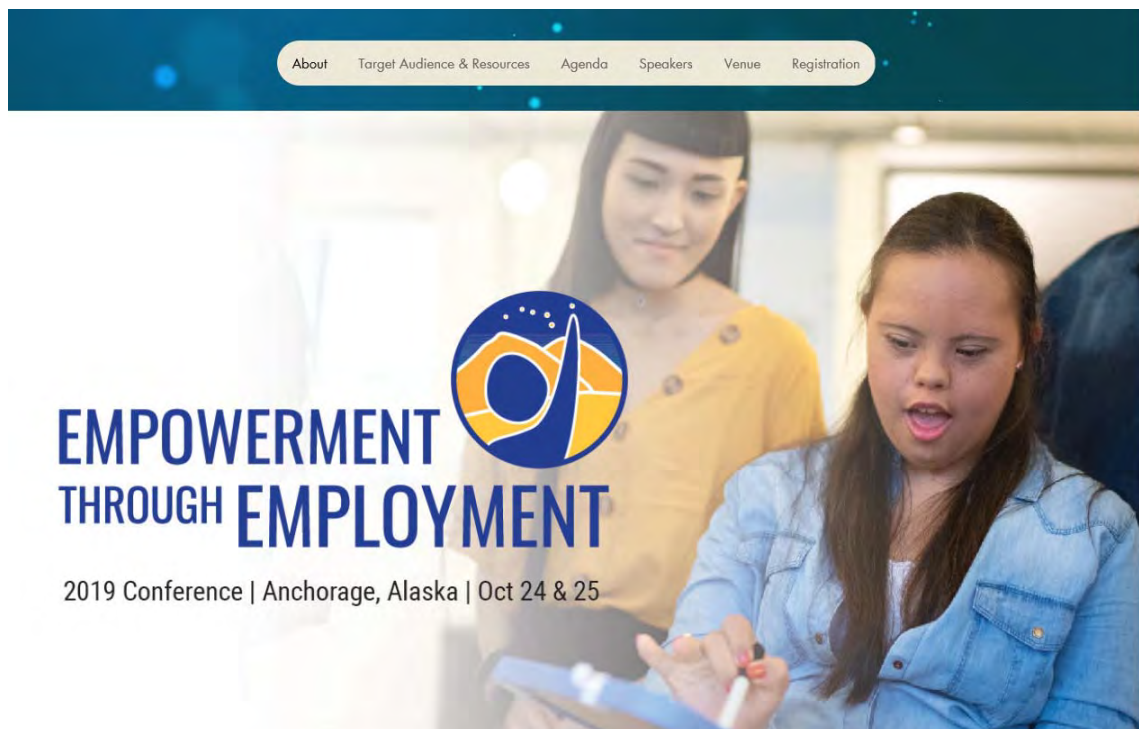 About Target Audience & Resources Agenda Speakers Venue Registration
EMPOWERMENT
THROUGH EMPLOYMENT
2019 Conference | Anchorage, Alaska | Oct 24 & 25